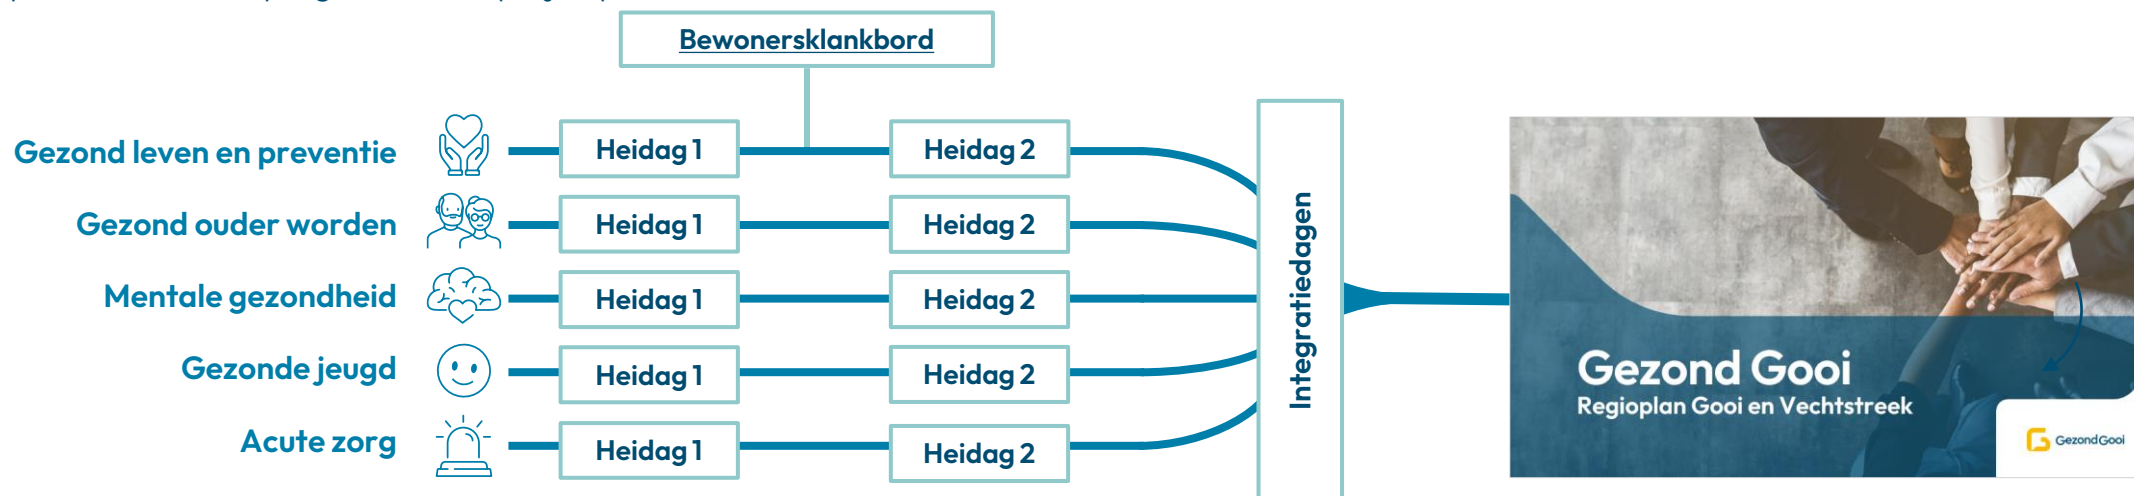 Bewonersklankbord
Gezond leven en preventie
Heidag 1
Heidag 2
Gezond ouder worden
Heidag 1
Heidag 2
Mentale gezondheid
Heidag 1
Heidag 2
Gezonde jeugd
Heidag 1
Heidag 2
Acute zorg
Heidag 1
Heidag 2
Integratiedagen
Gezond Gooi
Regioplan Gooi en Vechtstreek
GezondGooi